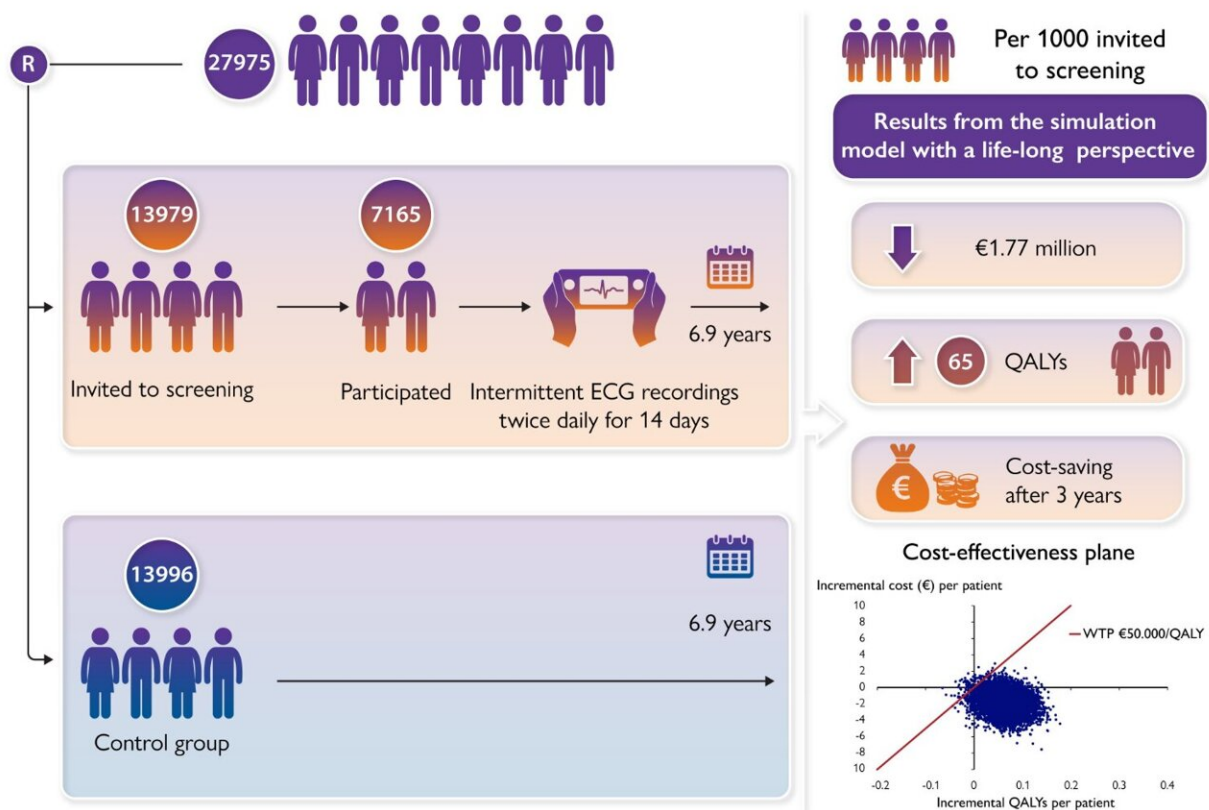 R
27975
13979
7165
6.9 years
Invited to screening
Participated
Intermittent ECG recordings
twice daily for 14 days
13996
6.9 years
Control group
Per 1000 invited
to screening
Results from the simulation
model with a life-long perspective
€1.77 million
65 QALYs
€
Cost-saving
after 3 years
Cost-effectiveness plane
Incremental cost (€) per patient
10
8
6
4
2
0
-2
-4
-6
8
10
WTP €50.000/QALY
-0.2 -0.1 0 0.1 0.2 0.3 0.4
Incremental QALYs per patient